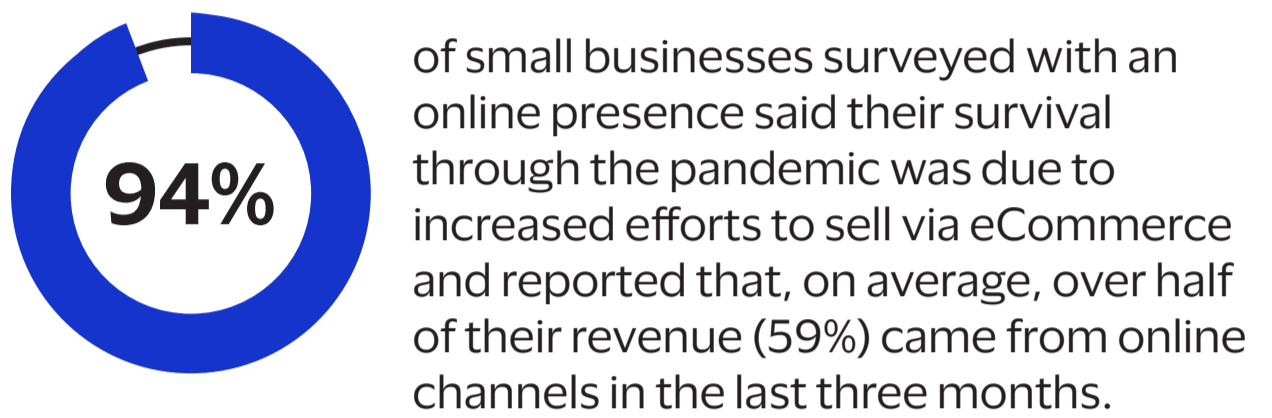 94%
of small businesses surveyed with an
online presence said their survival
through the pandemic was due to
increased efforts to sell via eCommerce
and reported that, on average, over half
of their revenue (59%) came from online
channels in the last three months.